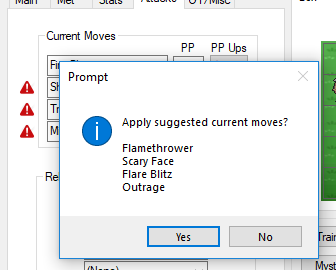 Main
Met
Stats
Attacks
OT/Misc
Current Moves
PP
PP Ups
Prompt
Apply suggested current moves?
Flamethrower
Scary Face
Flare Blitz
Outrage
Yes
No
(None)